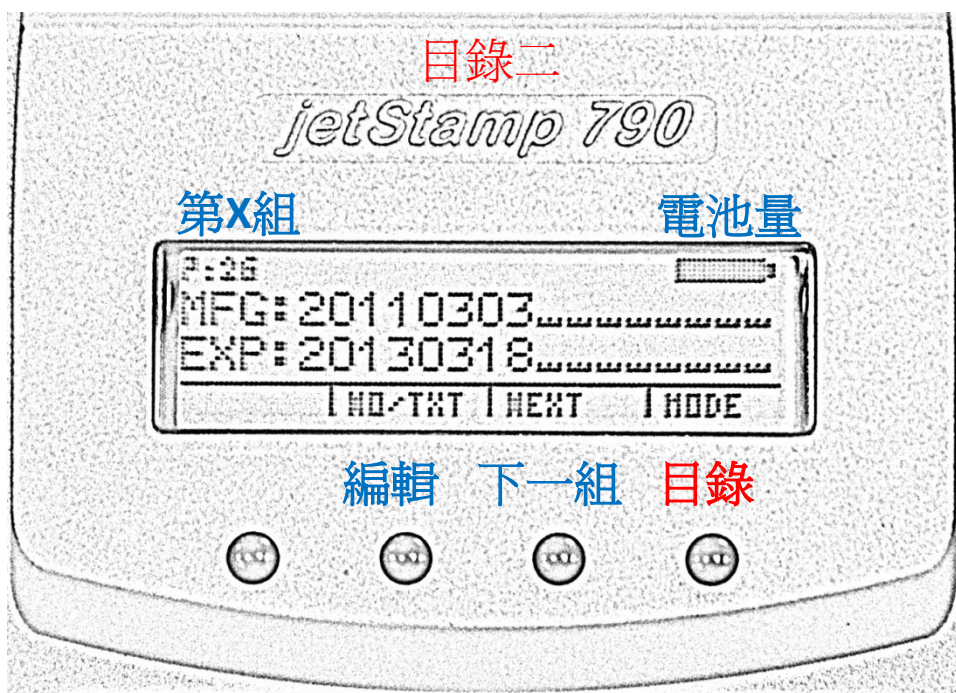 目錄二
jetStamp 790
第X組 電池量
P:26
MFG:20110303
EXP:20130318
NO/TXT NEXT MODE
編輯 下一組 目錄